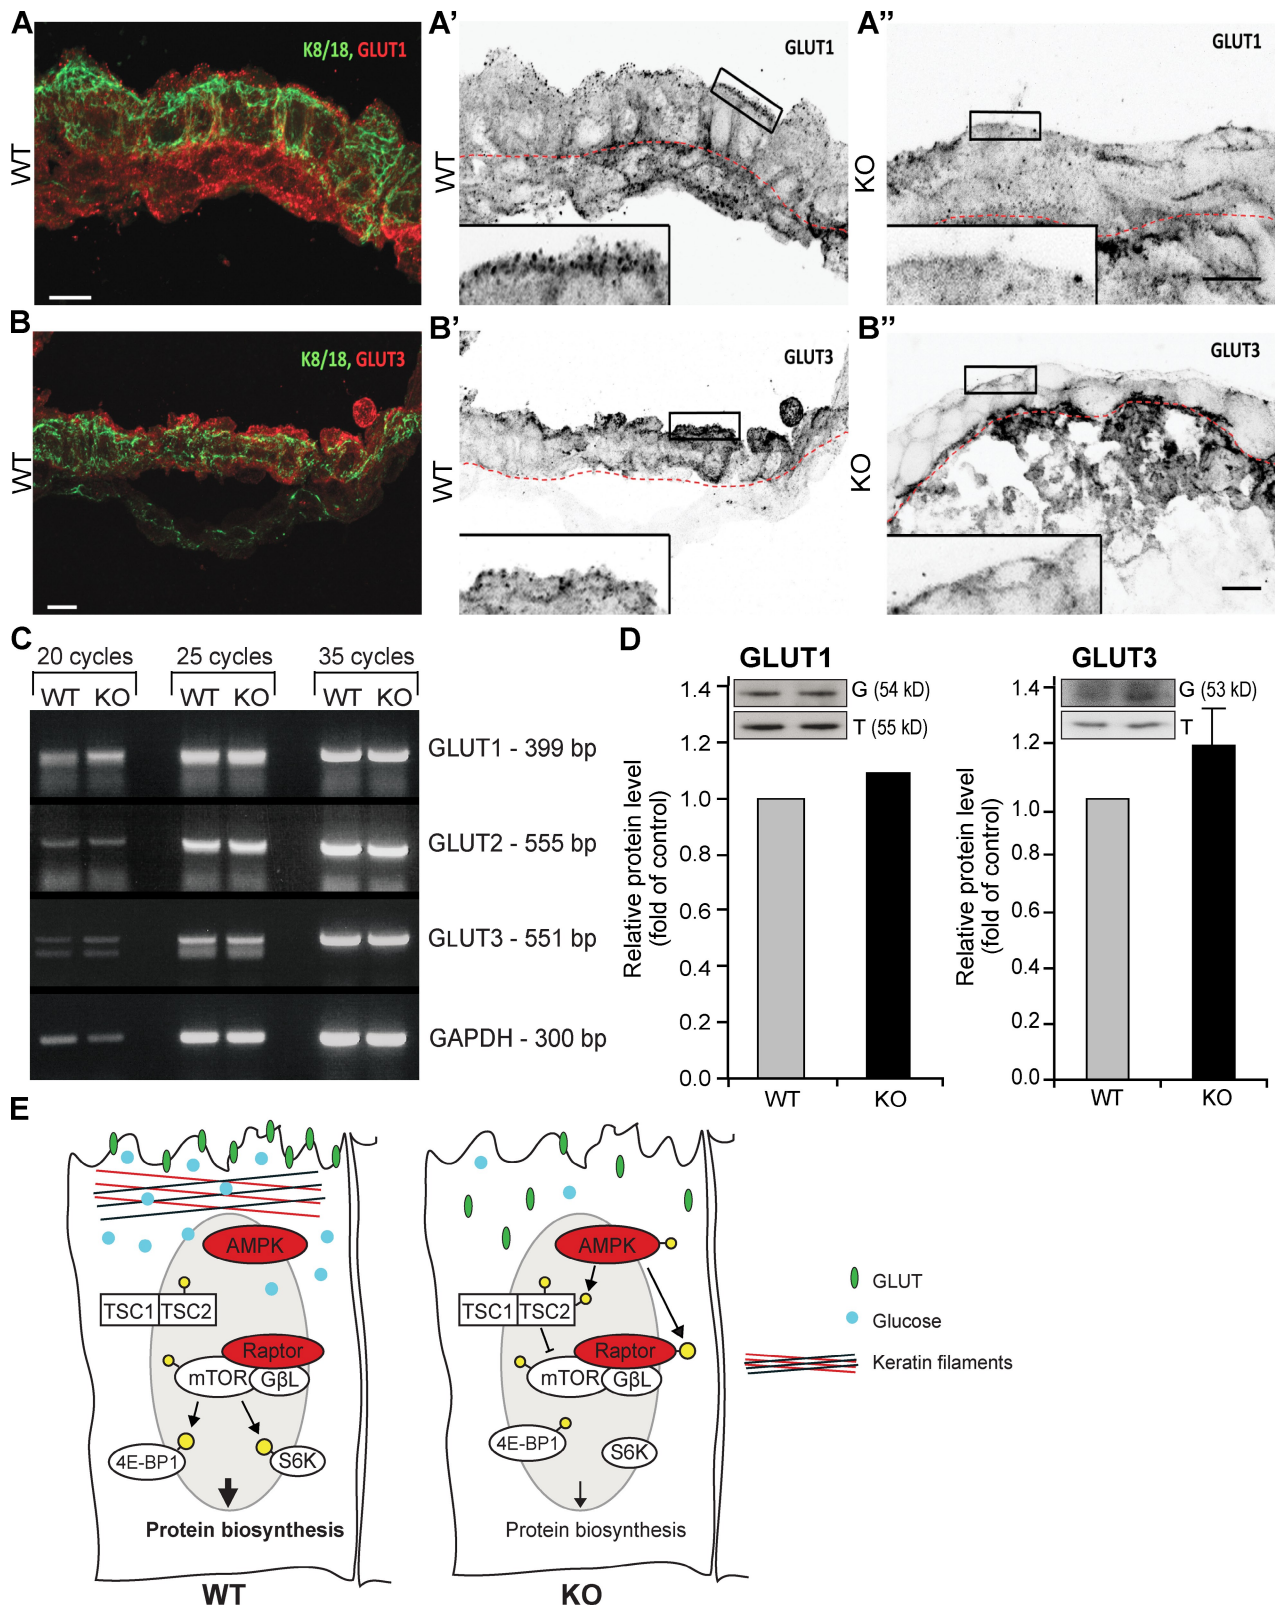 A
K8/18, GLUT1
WT
A'
GLUT1
WT
A"
GLUT1
KO
B
K8/18, GLUT3
WT
B'
GLUT3
WT
B"
GLUT3
KO
C
20 cycles 25 cycles 35 cycles
WT KO WT KO WT KO
GLUT1 - 399 bp
GLUT2 - 555 bp
GLUT3 - 551 bp
GAPDH - 300 bp
D
GLUT1
G (54 kD)
T (55 kD)
Relative protein level
(fold of control)
1.4
1.2
1.0
0.8
0.6
0.4
0.2
0.0
WT KO
GLUT3
G (53 kD)
T
Relative protein level
(fold of control)
1.4
1.2
1.0
0.8
0.6
0.4
0.2
0.0
WT KO
E
AMPK
TSC1 TSC2
Raptor
mTOR GβL
4E-BP1 S6K
Protein biosynthesis
WT
AMPK
TSC1 TSC2
Raptor
mTOR GβL
4E-BP1 S6K
Protein biosynthesis
KO
GLUT
Glucose
Keratin filaments